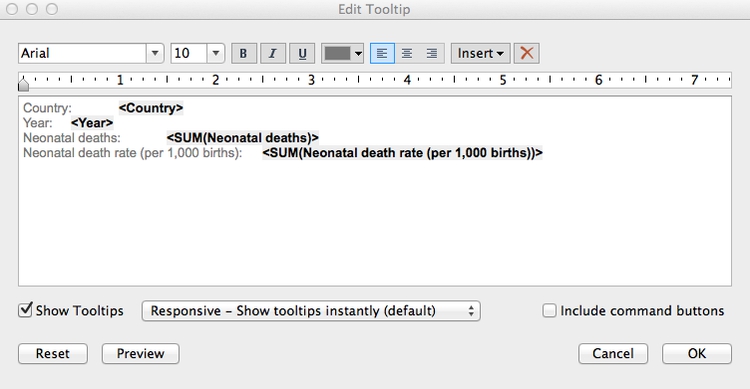 Edit Tooltip
Arial 10 B I U Insert
1 2 3 4 5 6 7
Country: <Country>
Year: <Year>
Neonatal deaths: <SUM(Neonatal deaths)>
Neonatal death rate (per 1,000 births): <SUM(Neonatal death rate (per 1,000 births))>
Show Tooltips Responsive – Show tooltips instantly (default) Include command buttons
Reset Preview Cancel OK